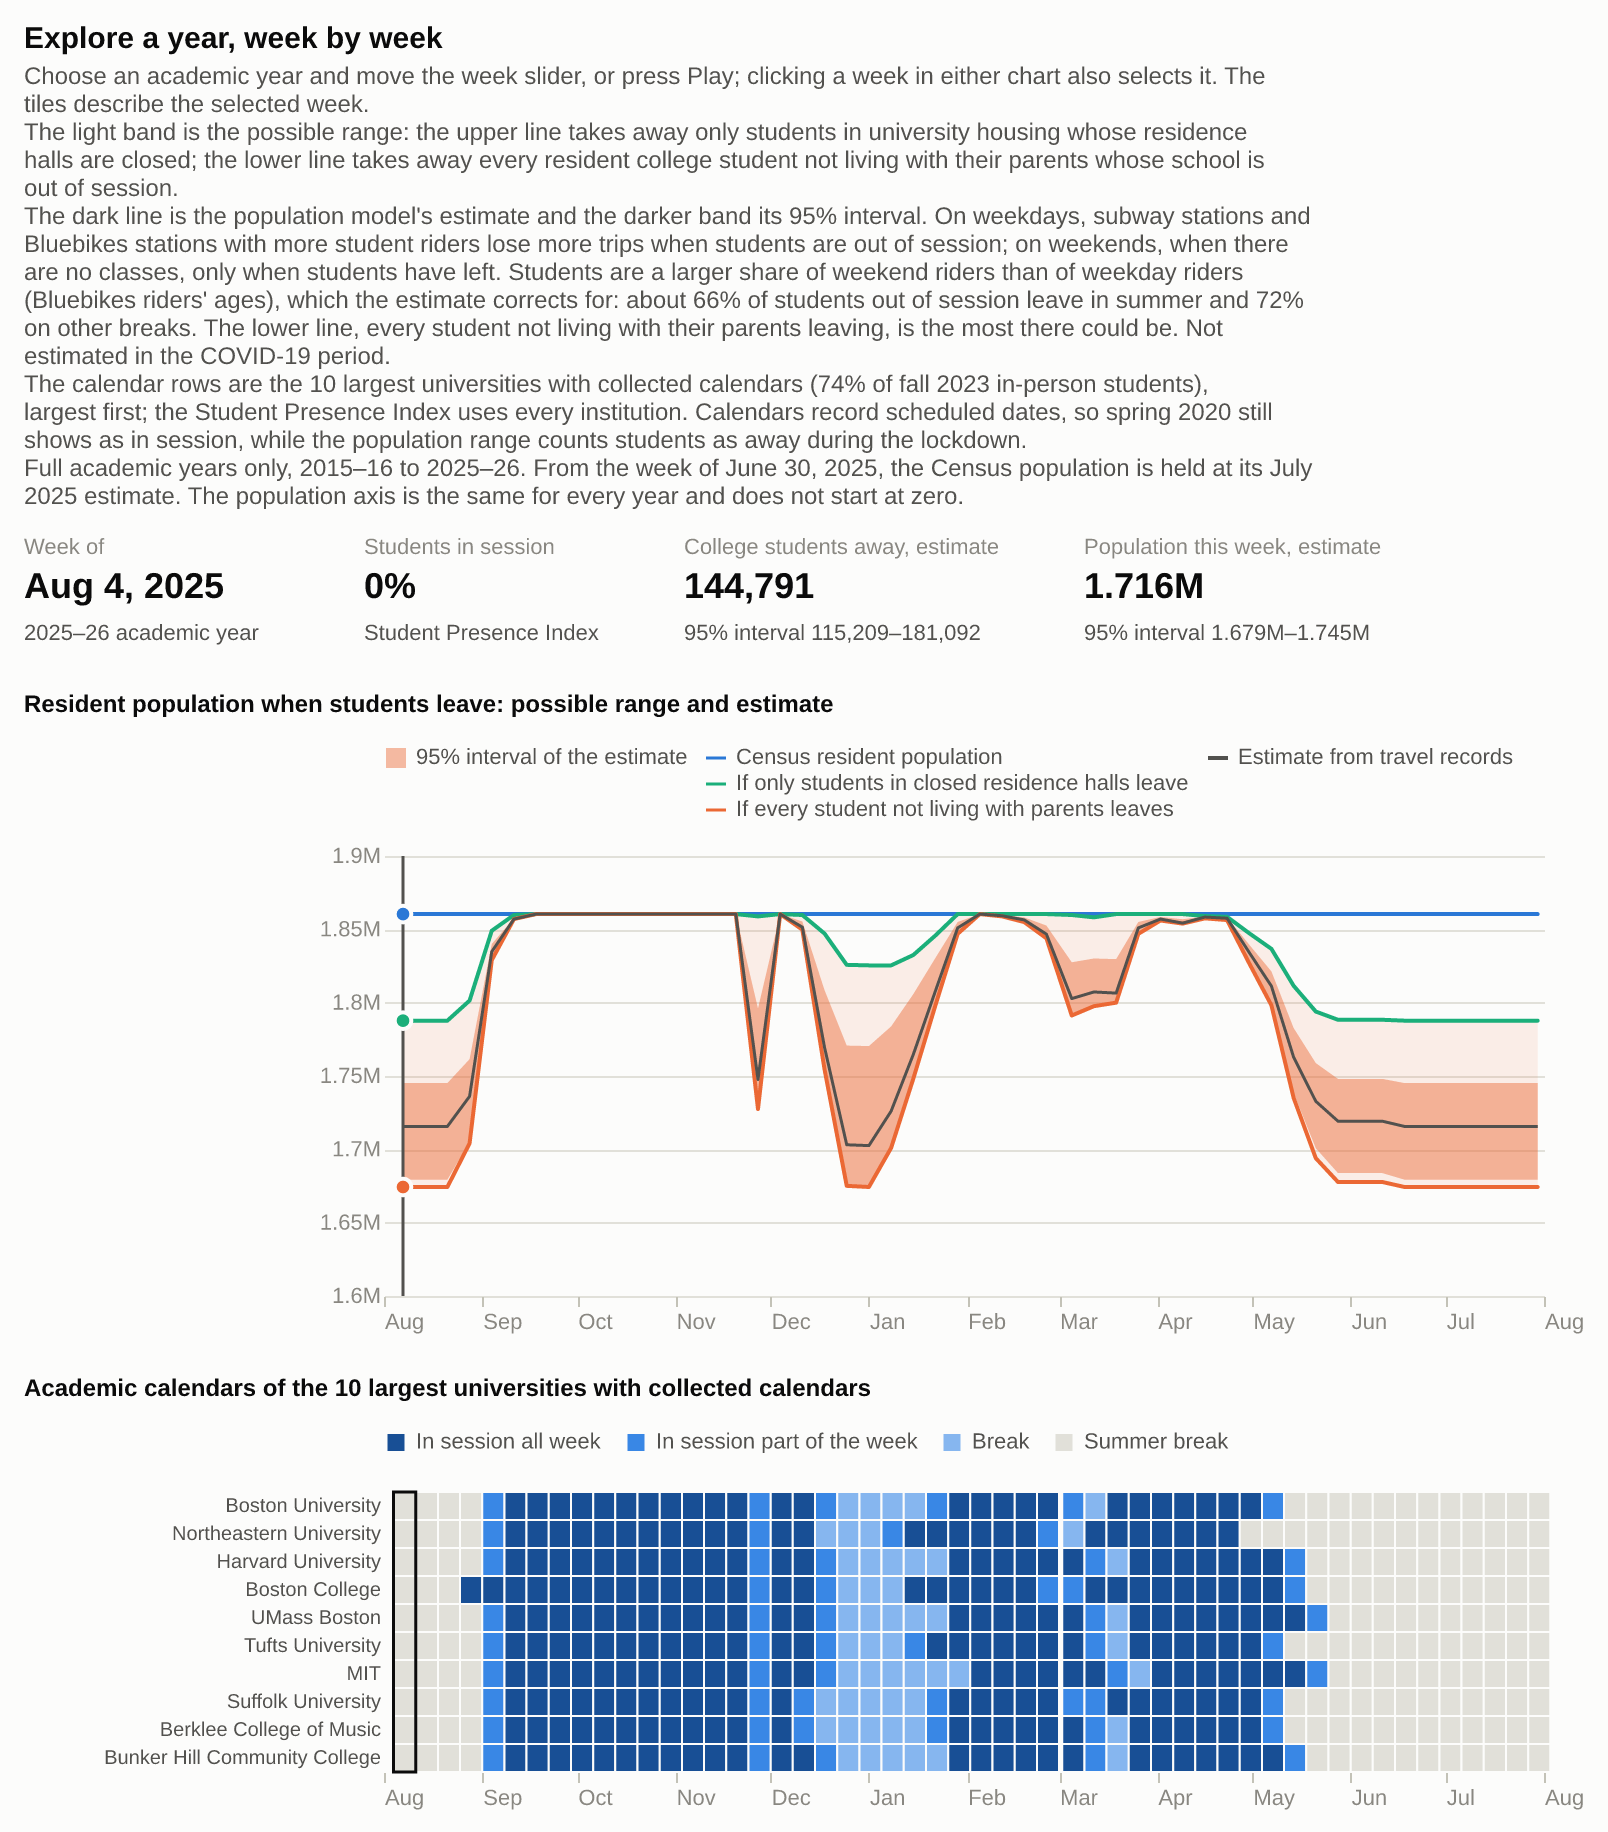 Explore a year, week by week
Choose an academic year and move the week slider, or press Play; clicking a week in either chart also selects it. The
tiles describe the selected week.
The light band is the possible range: the upper line takes away only students in university housing whose residence
halls are closed; the lower line takes away every resident college student not living with their parents whose school is
out of session.
The dark line is the population model's estimate and the darker band its 95% interval. On weekdays, subway stations and
Bluebikes stations with more student riders lose more trips when students are out of session; on weekends, when there
are no classes, only when students have left. Students are a larger share of weekend riders than of weekday riders
(Bluebikes riders' ages), which the estimate corrects for: about 66% of students out of session leave in summer and 72%
on other breaks. The lower line, every student not living with their parents leaving, is the most there could be. Not
estimated in the COVID-19 period.
The calendar rows are the 10 largest universities with collected calendars (74% of fall 2023 in-person students),
largest first; the Student Presence Index uses every institution. Calendars record scheduled dates, so spring 2020 still
shows as in session, while the population range counts students as away during the lockdown.
Full academic years only, 2015–16 to 2025–26. From the week of June 30, 2025, the Census population is held at its July
2025 estimate. The population axis is the same for every year and does not start at zero.
Week of Students in session College students away, estimate Population this week, estimate
Aug 4, 2025 0% 144,791 1.716M
2025–26 academic year Student Presence Index 95% interval 115,209–181,092 95% interval 1.679M–1.745M
Resident population when students leave: possible range and estimate
95% interval of the estimate Census resident population Estimate from travel records
If only students in closed residence halls leave
If every student not living with parents leaves
1.9M
1.85M
1.8M
1.75M
1.7M
1.65M
1.6M
Aug Sep Oct Nov Dec Jan Feb Mar Apr May Jun Jul Aug
Academic calendars of the 10 largest universities with collected calendars
In session all week In session part of the week Break Summer break
Boston University
Northeastern University
Harvard University
Boston College
UMass Boston
Tufts University
MIT
Suffolk University
Berklee College of Music
Bunker Hill Community College
Aug Sep Oct Nov Dec Jan Feb Mar Apr May Jun Jul Aug